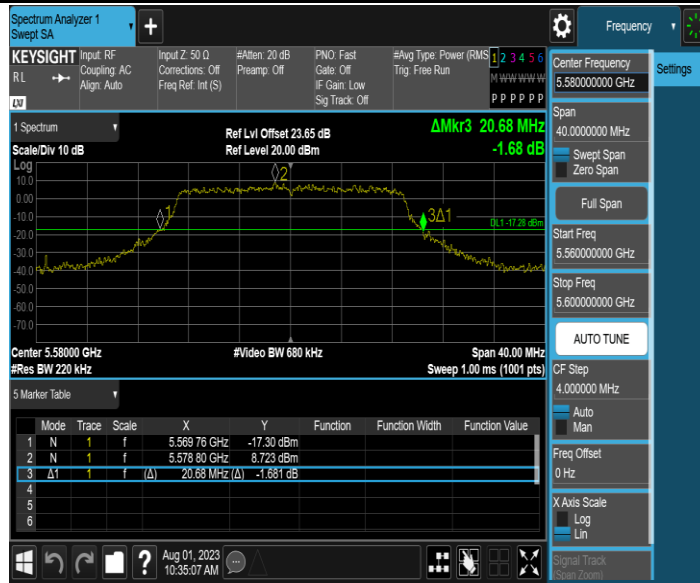 Spectrum Analyzer 1
Swept SA
+
Frequency
KEYSIGHT
RL
LXI
Input: RF
Coupling: AC
Align: Auto
Input Z: 50 Ω
Corrections: Off
Freq Ref: Int (S)
#Atten: 20 dB
Preamp: Off
PNO: Fast
Gate: Off
IF Gain: Low
Sig Track: Off
#Avg Type: Power (RMS
Trig: Free Run
1 2 3 4 5 6
M W W W W W
P P P P P P
Center Frequency
5.580000000 GHz
Settings
Span
40.0000000 MHz
Swept Span
Zero Span
Full Span
Start Freq
5.560000000 GHz
Stop Freq
5.600000000 GHz
AUTO TUNE
CF Step
4.000000 MHz
Auto
Man
Freq Offset
0 Hz
X Axis Scale
Log
Lin
Signal Track
(Span Zoom)
1 Spectrum
Scale/Div 10 dB
Ref Lvl Offset 23.65 dB
Ref Level 20.00 dBm
ΔMkr3 20.68 MHz
-1.68 dB
Log
10.0
0.00
-10.0
-20.0
-30.0
-40.0
-50.0
-60.0
-70.0
1
2
3Δ1
DL1 -17.28 dBm
Center 5.58000 GHz
#Video BW 680 kHz
Span 40.00 MHz
#Res BW 220 kHz
Sweep 1.00 ms (1001 pts)
5 Marker Table
Mode Trace Scale X Y Function Function Width Function Value
1 N 1 f 5.569 76 GHz -17.30 dBm
2 N 1 f 5.578 80 GHz 8.723 dBm
3 Δ1 1 f (Δ) 20.68 MHz (Δ) -1.681 dB
4
5
6
?
Aug 01, 2023
10:35:07 AM